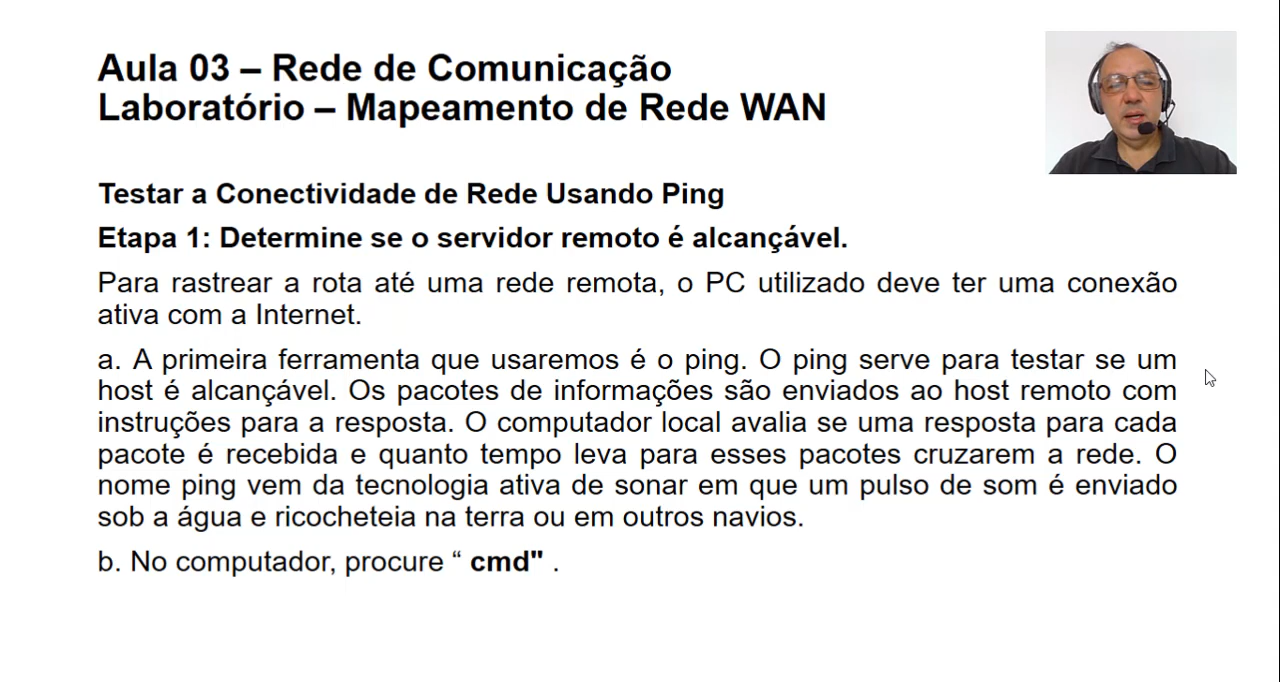 Aula 03 – Rede de Comunicação
Laboratório – Mapeamento de Rede WAN
Testar a Conectividade de Rede Usando Ping
Etapa 1: Determine se o servidor remoto é alcançável.
Para rastrear a rota até uma rede remota, o PC utilizado deve ter uma conexão
ativa com a Internet.
a. A primeira ferramenta que usaremos é o ping. O ping serve para testar se um
host é alcançável. Os pacotes de informações são enviados ao host remoto com
instruções para a resposta. O computador local avalia se uma resposta para cada
pacote é recebida e quanto tempo leva para esses pacotes cruzarem a rede. O
nome ping vem da tecnologia ativa de sonar em que um pulso de som é enviado
sob a água e ricocheteia na terra ou em outros navios.
b. No computador, procure “ cmd" .